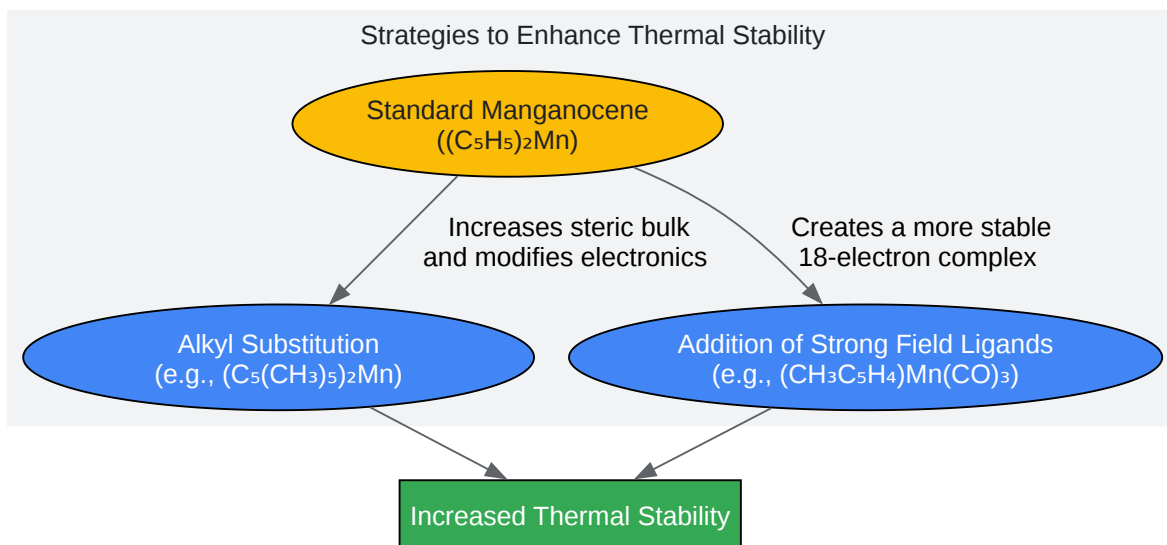 Strategies to Enhance Thermal Stability
Standard Manganocene
((C₅H₅)₂Mn)
Increases steric bulk
and modifies electronics
Creates a more stable
18-electron complex
Alkyl Substitution
(e.g., (C₅(CH₃)₅)₂Mn)
Addition of Strong Field Ligands
(e.g., (CH₃C₅H₄)Mn(CO)₃)
Increased Thermal Stability